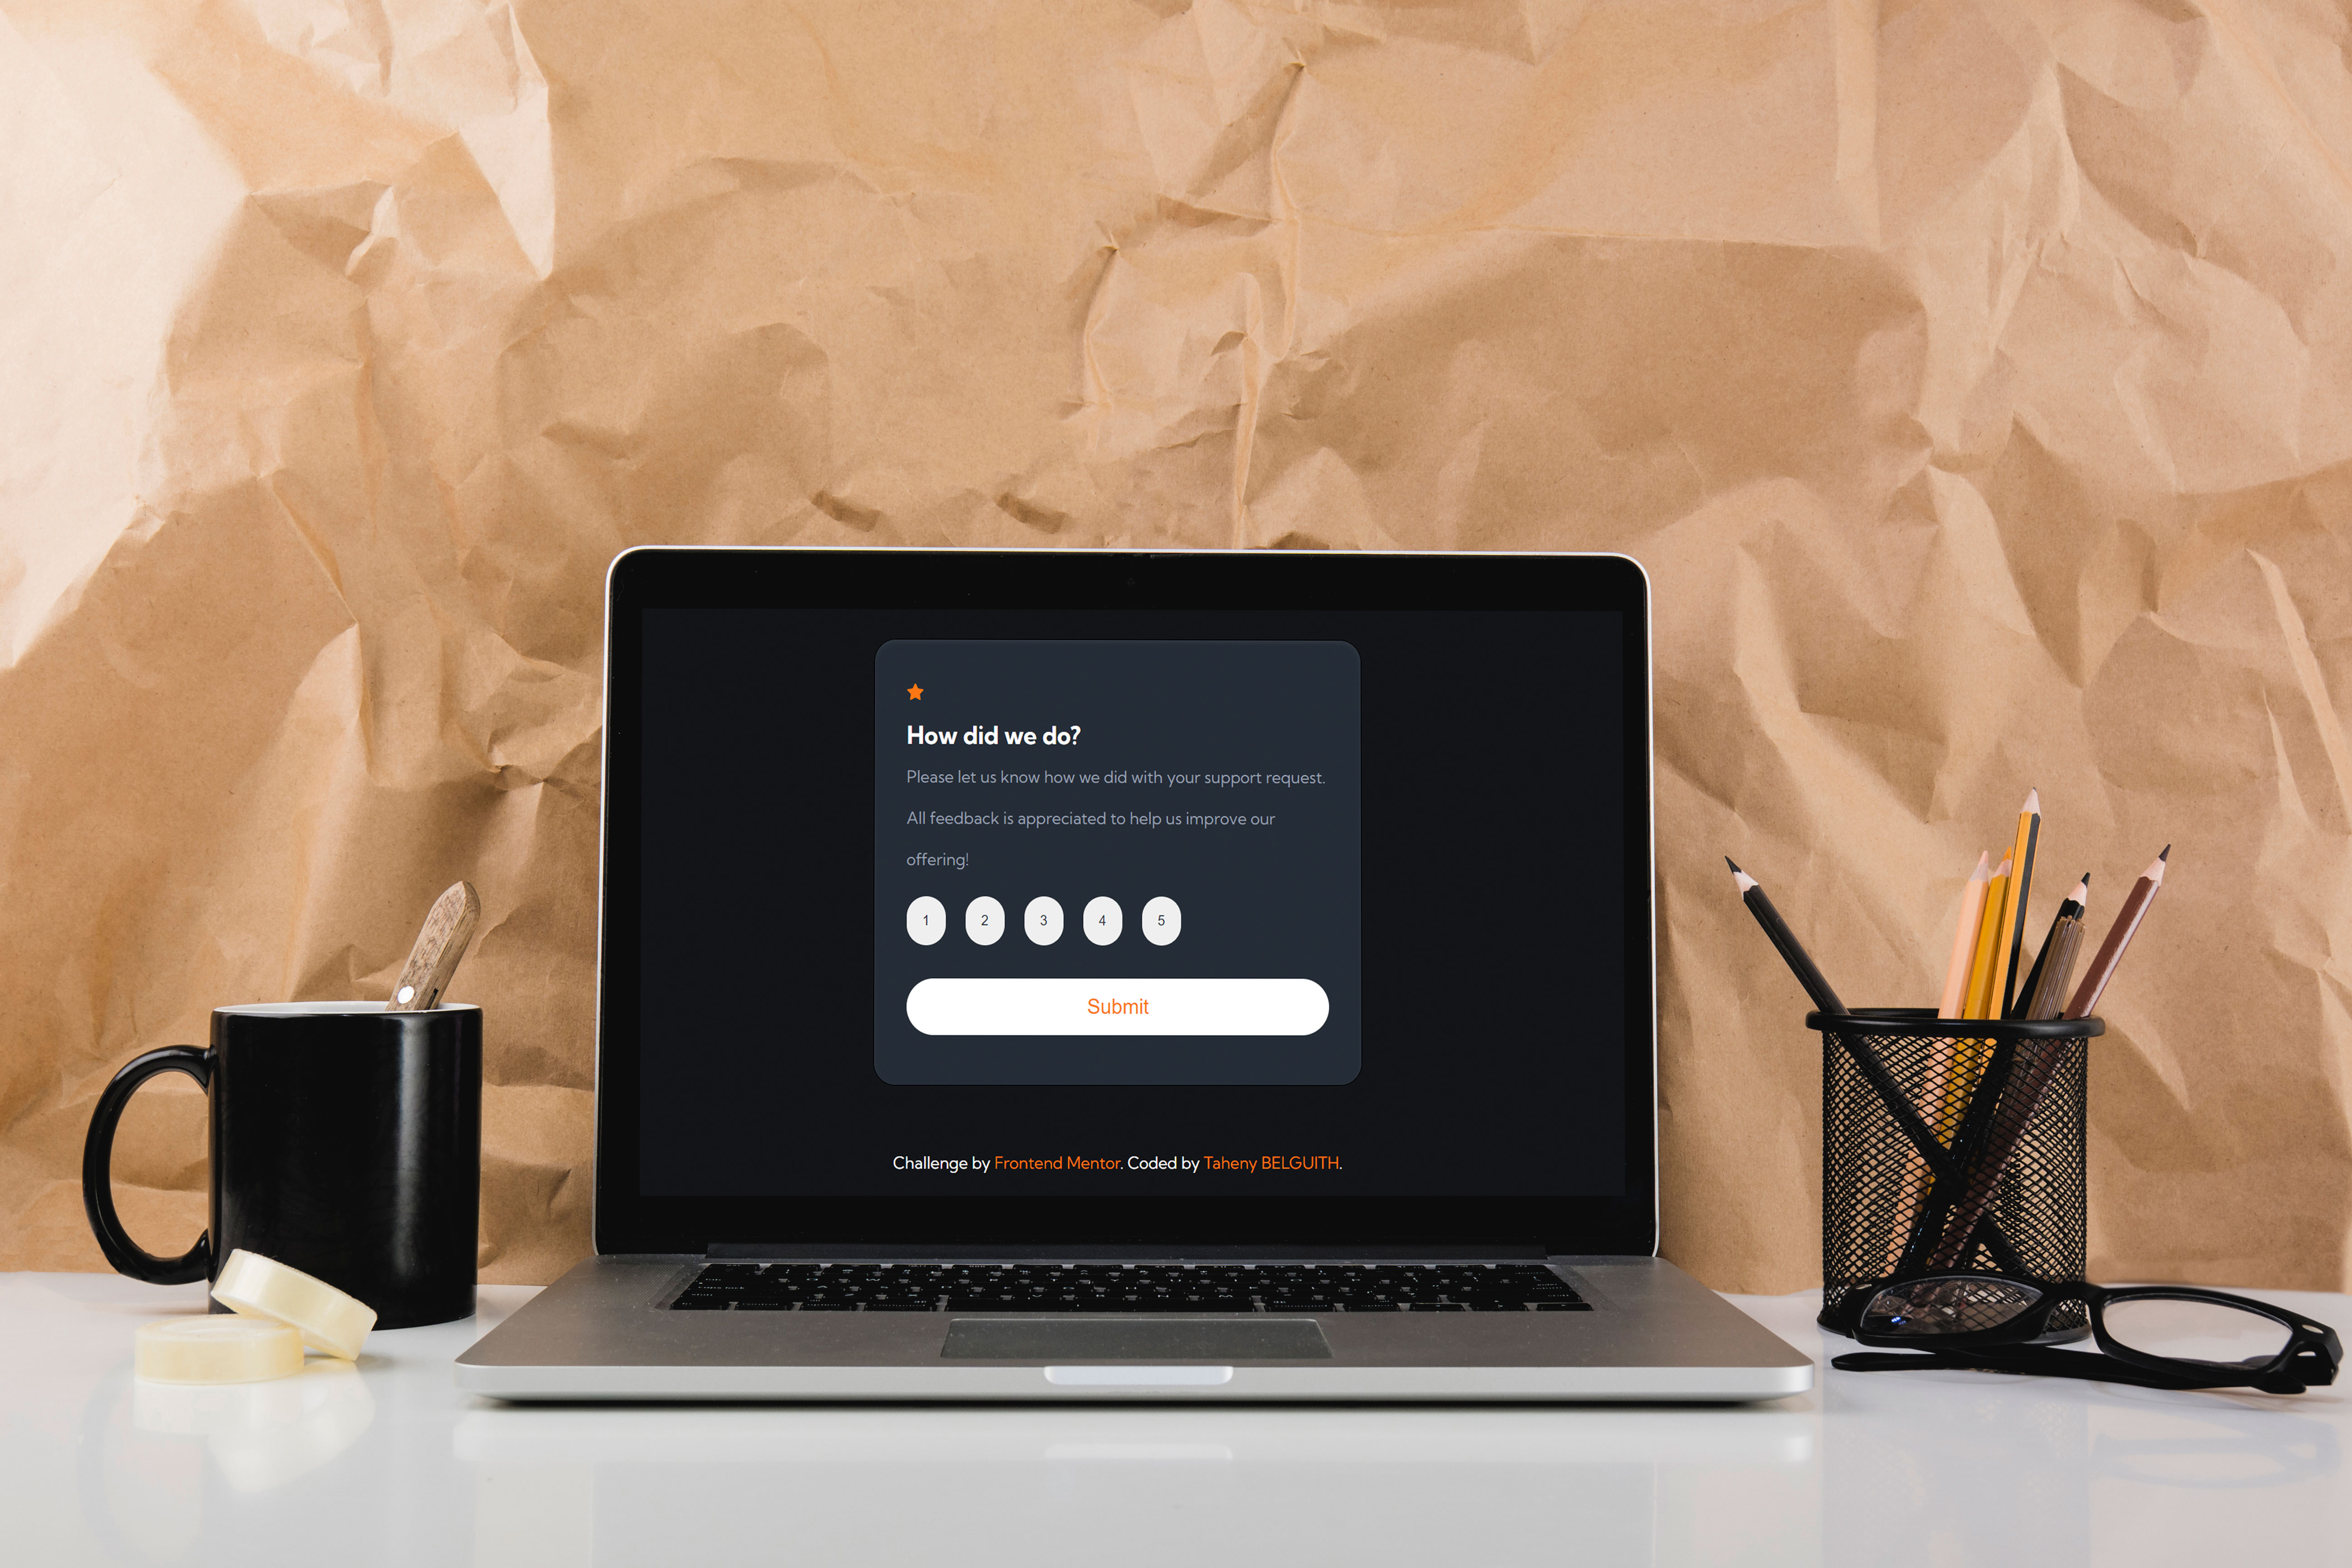 How did we do?
Please let us know how we did with your support request.
All feedback is appreciated to help us improve our
offering!
1 2 3 4 5
Submit
Challenge by Frontend Mentor. Coded by Taheny BELGUITH.